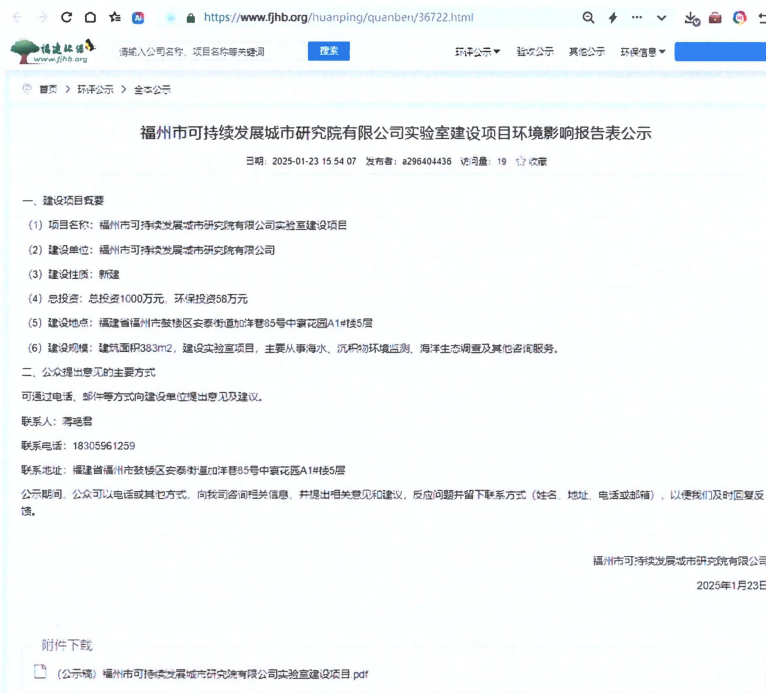 https://www.fjhb.org/huanping/quanben/36722.html
福建环保
www.fjhb.org
请输入公司名称、项目名称等关键词
搜索
环评公示
验收公示
其他公示
环保信息
首页 > 环评公示 > 全本公示
福州市可持续发展城市研究院有限公司实验室建设项目环境影响报告表公示
日期：2025-01-23 15:54:07 发布者：a296404436 访问量：19 收藏
一、建设项目概要
（1）项目名称：福州市可持续发展城市研究院有限公司实验室建设项目
（2）建设单位：福州市可持续发展城市研究院有限公司
（3）建设性质：新建
（4）总投资：总投资1000万元，环保投资58万元
（5）建设地点：福建省福州市鼓楼区安泰街道加洋巷85号中寰花园A1#楼5层
（6）建设规模：建筑面积383m2，建设实验室项目，主要从事海水、沉积物环境监测、海洋生态调查及其他咨询服务。
二、公众提出意见的主要方式
可通过电话、邮件等方式向建设单位提出意见及建议。
联系人：蒋艳君
联系电话：18305961259
联系地址：福建省福州市鼓楼区安泰街道加洋巷85号中寰花园A1#楼5层
公示期间，公众可以电话或其他方式，向我司咨询相关信息，并提出相关意见和建议，反应问题并留下联系方式（姓名、地址、电话或邮箱），以便我们及时回复反
馈。
福州市可持续发展城市研究院有限公司
2025年1月23日
附件下载
（公示稿）福州市可持续发展城市研究院有限公司实验室建设项目.pdf